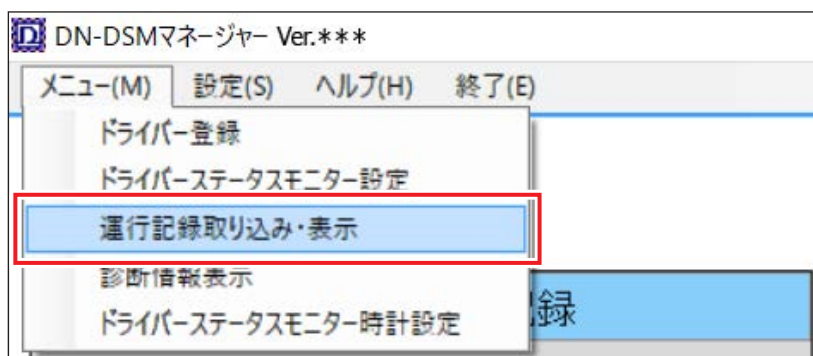 DN-DSMマネージャー Ver.***
メニュー(M) 設定(S) ヘルプ(H) 終了(E)
ドライバー登録
ドライバーステータスモニター設定
運行記録取り込み・表示
診断情報表示
ドライバーステータスモニター時計設定
録